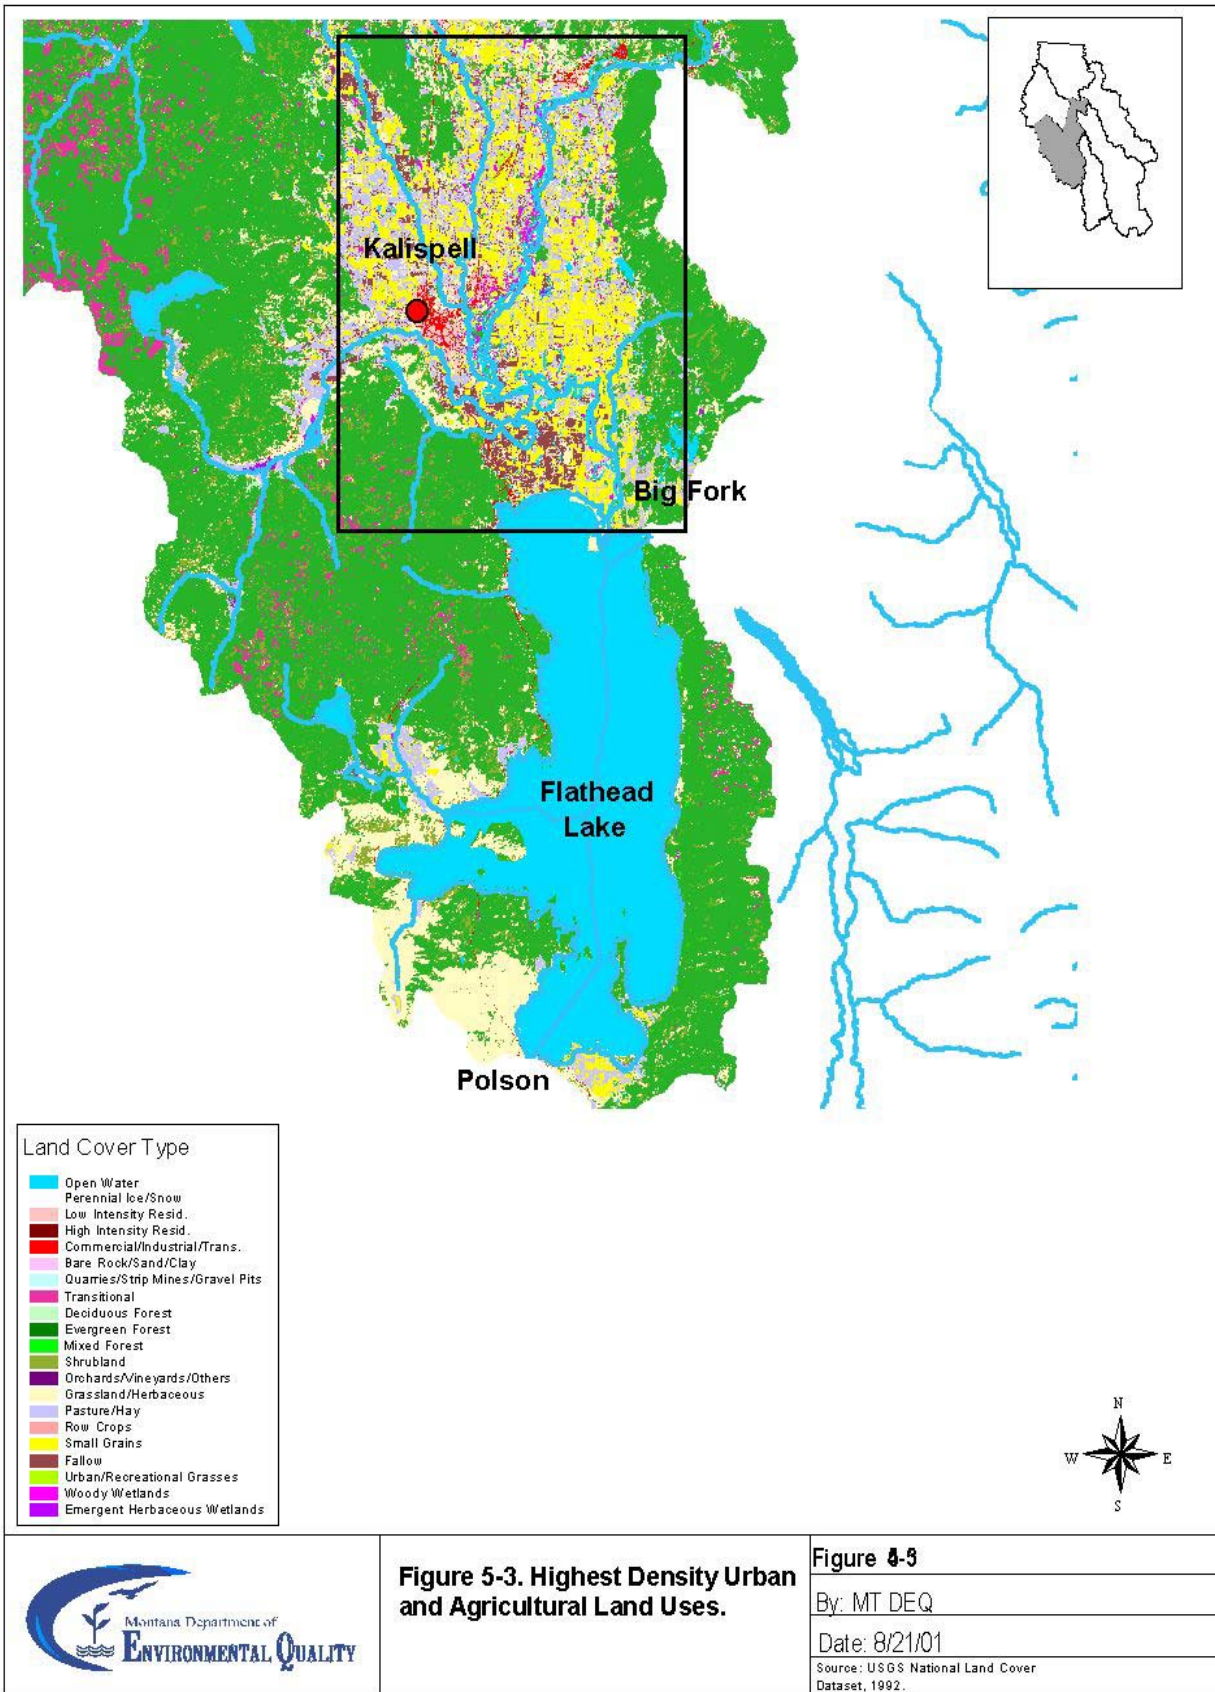 Kalispell
Big Fork
Flathead
Lake
Polson
Land Cover Type
Open Water
Perennial Ice/Snow
Low Intensity Resid.
High Intensity Resid.
Commercial/Industrial/Trans.
Bare Rock/Sand/Clay
Quarries/Strip Mines/Gravel Pits
Transitional
Deciduous Forest
Evergreen Forest
Mixed Forest
Shrubland
Orchards/Vineyards/Others
Grassland/Herbaceous
Pasture/Hay
Row Crops
Small Grains
Fallow
Urban/Recreational Grasses
Woody Wetlands
Emergent Herbaceous Wetlands
N
W E
S
Montana Department of
ENVIRONMENTAL QUALITY
Figure 5-3. Highest Density Urban
and Agricultural Land Uses.
Figure
By: MT DEQ
Date: 8/21/01
Source: USGS National Land Cover
Dataset, 1992.